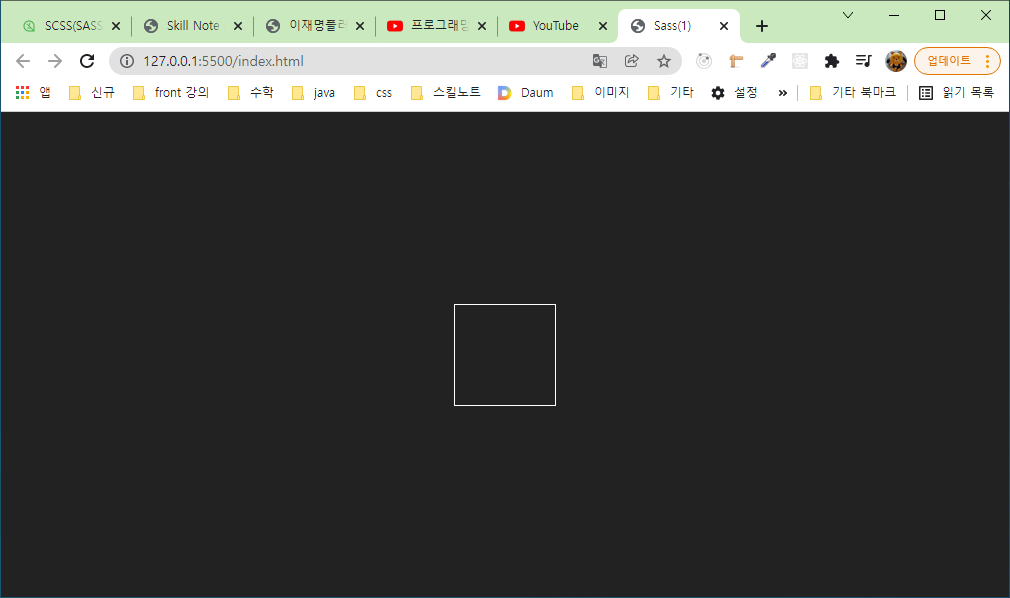 SCSS(SASS
Skill Note
이재명플러
프로그래밍
YouTube
Sass(1)
127.0.0.1:5500/index.html
업데이트
앱 신규 front 강의 수학 java css 스킬노트 Daum 이미지 기타 설정 » 기타 북마크 읽기 목록